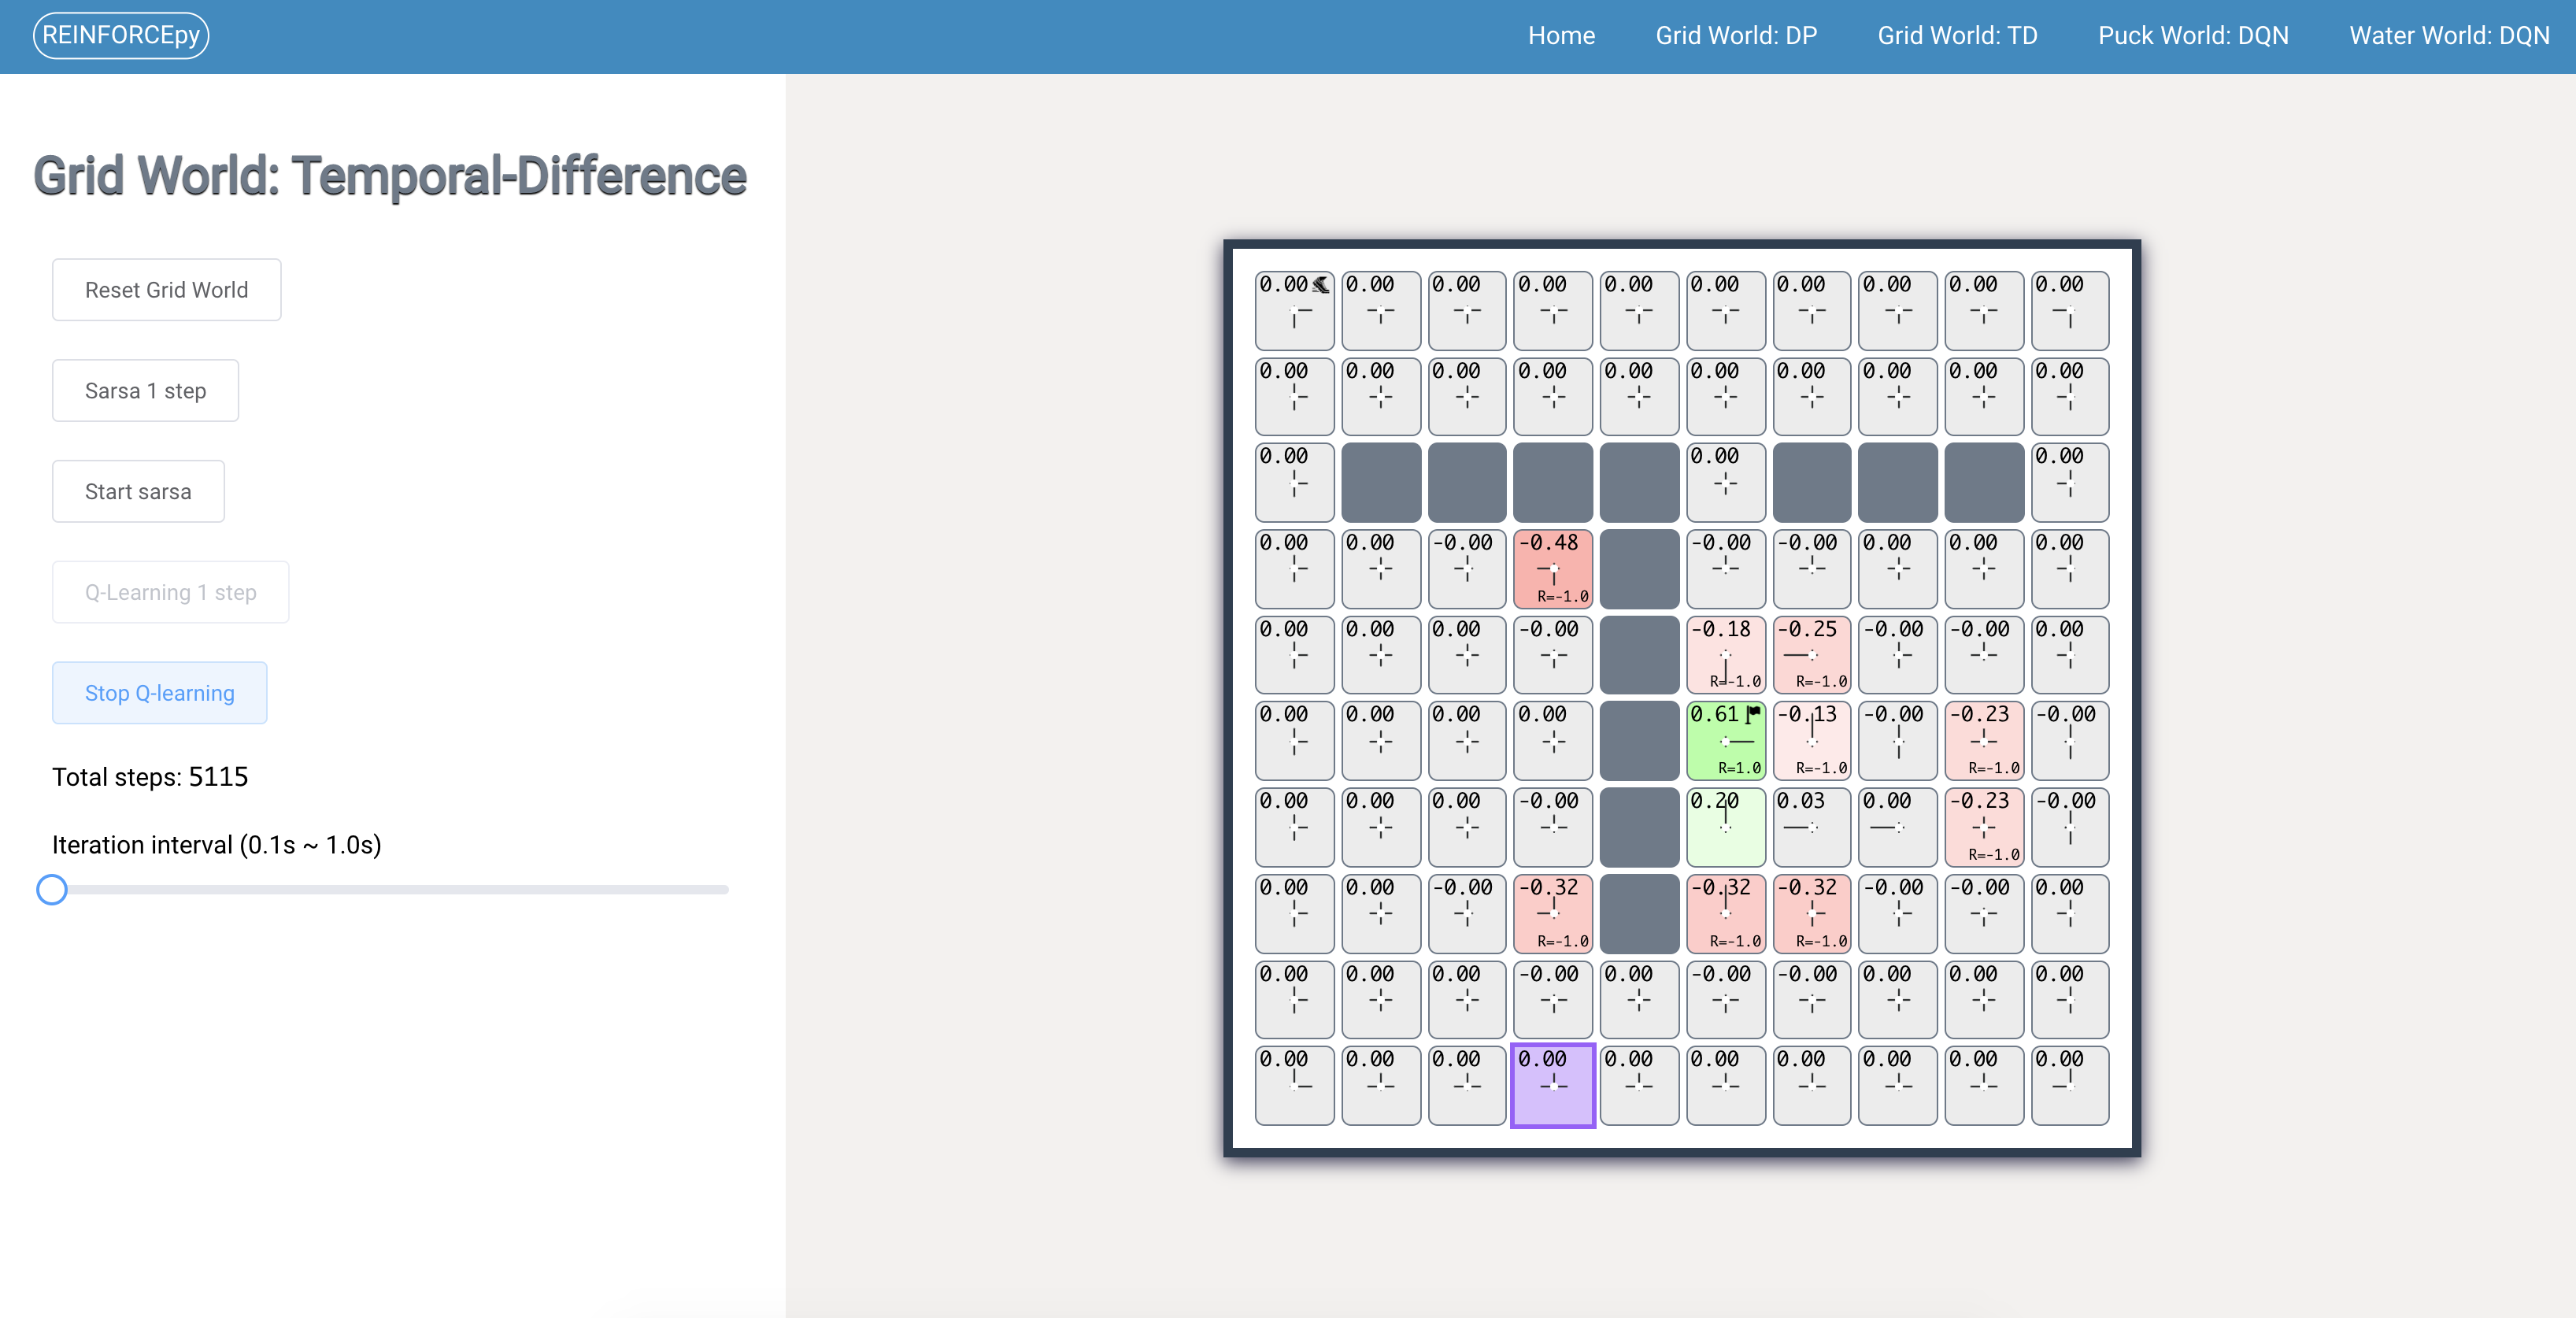 REINFORCEpy Home Grid World: DP Grid World: TD Puck World: DQN Water World: DQN
Grid World: Temporal-Difference
Reset Grid World
Sarsa 1 step
Start sarsa
Q-Learning 1 step
Stop Q-learning
Total steps: 5115
Iteration interval (0.1s ~ 1.0s)
0.00 0.00 0.00 0.00 0.00 0.00 0.00 0.00 0.00 0.00
0.00 0.00 0.00 0.00 0.00 0.00 0.00 0.00 0.00 0.00
0.00 0.00 0.00
0.00 0.00 -0.00 -0.48 -0.00 -0.00 0.00 0.00 0.00
R=-1.0
0.00 0.00 0.00 -0.00 -0.18 -0.25 -0.00 -0.00 0.00
R=-1.0 R=-1.0
0.00 0.00 0.00 0.00 0.61 -0.13 -0.00 -0.23 -0.00
R=1.0 R=-1.0 R=-1.0
0.00 0.00 0.00 -0.00 0.20 0.03 0.00 -0.23 -0.00
R=-1.0
0.00 0.00 -0.00 -0.32 -0.32 -0.32 -0.00 -0.00 0.00
R=-1.0 R=-1.0 R=-1.0
0.00 0.00 0.00 -0.00 0.00 -0.00 -0.00 0.00 0.00 0.00
0.00 0.00 0.00 0.00 0.00 0.00 0.00 0.00 0.00 0.00